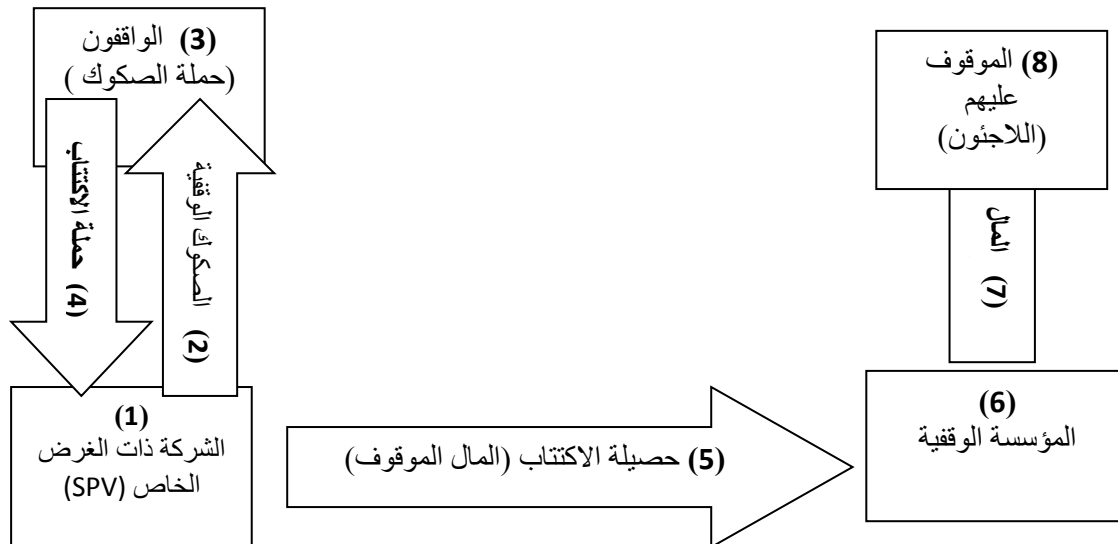 (3) الواقفون
(حملة الصكوك )
(8) الموقوف
عليهم
(اللاجئون)
حملة الاكتتاب (4)
الصكوك الوقفية (2)
المال (7)
(1)
الشركة ذات الغرض
الخاص (SPV)
(5) حصيلة الاكتتاب (المال الموقوف)
(6)
المؤسسة الوقفية